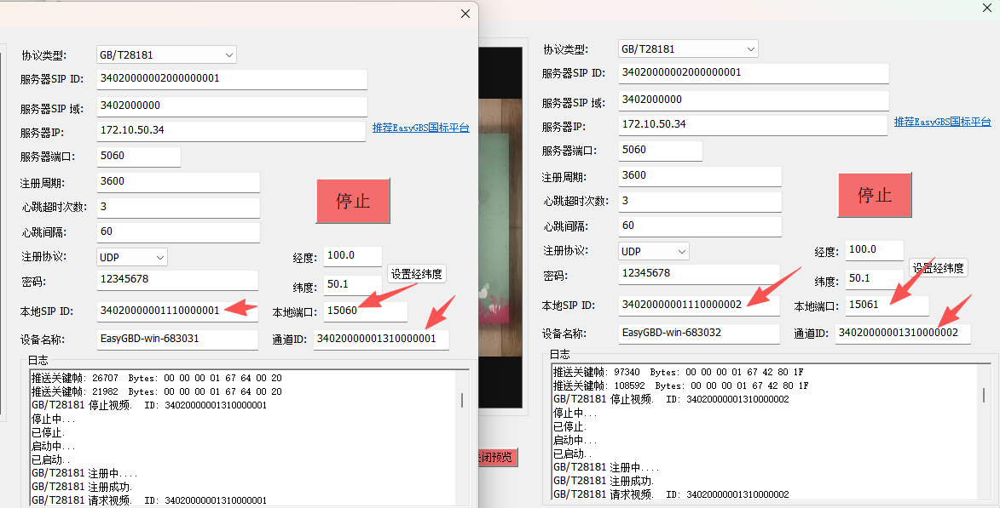 协议类型: GB/T28181
服务器SIP ID: 34020000002000000001
服务器SIP 域: 3402000000
服务器IP: 172.10.50.34 推荐EasyGBS国标平台
服务器端口: 5060
注册周期: 3600
停止
心跳超时次数: 3
心跳间隔: 60
注册协议: UDP 经度: 100.0
设置经纬度
密码: 12345678 纬度: 50.1
本地SIP ID: 34020000001110000001 本地端口: 15060
设备名称: EasyGBD-win-683031 通道ID: 34020000001310000001
日志
推送关键帧: 26707 Bytes: 00 00 00 01 67 64 00 20
推送关键帧: 21982 Bytes: 00 00 00 01 67 64 00 20
GB/T28181 停止视频. ID: 34020000001310000001
停止中...
已停止.
启动中...
已启动..
GB/T28181 注册中....
GB/T28181 注册成功.
GB/T28181 请求视频. ID: 34020000001310000001
闭预览
协议类型: GB/T28181
服务器SIP ID: 34020000002000000001
服务器SIP 域: 3402000000
服务器IP: 172.10.50.34 推荐EasyGBS国标平台
服务器端口: 5060
注册周期: 3600
停止
心跳超时次数: 3
心跳间隔: 60
注册协议: UDP 经度: 100.0
设置经纬度
密码: 12345678 纬度: 50.1
本地SIP ID: 34020000001110000002 本地端口: 15061
设备名称: EasyGBD-win-683032 通道ID: 34020000001310000002
日志
推送关键帧: 97340 Bytes: 00 00 00 01 67 42 80 1F
推送关键帧: 108592 Bytes: 00 00 00 01 67 42 80 1F
GB/T28181 停止视频. ID: 34020000001310000002
停止中...
已停止.
启动中...
已启动..
GB/T28181 注册中....
GB/T28181 注册成功.
GB/T28181 请求视频. ID: 34020000001310000002